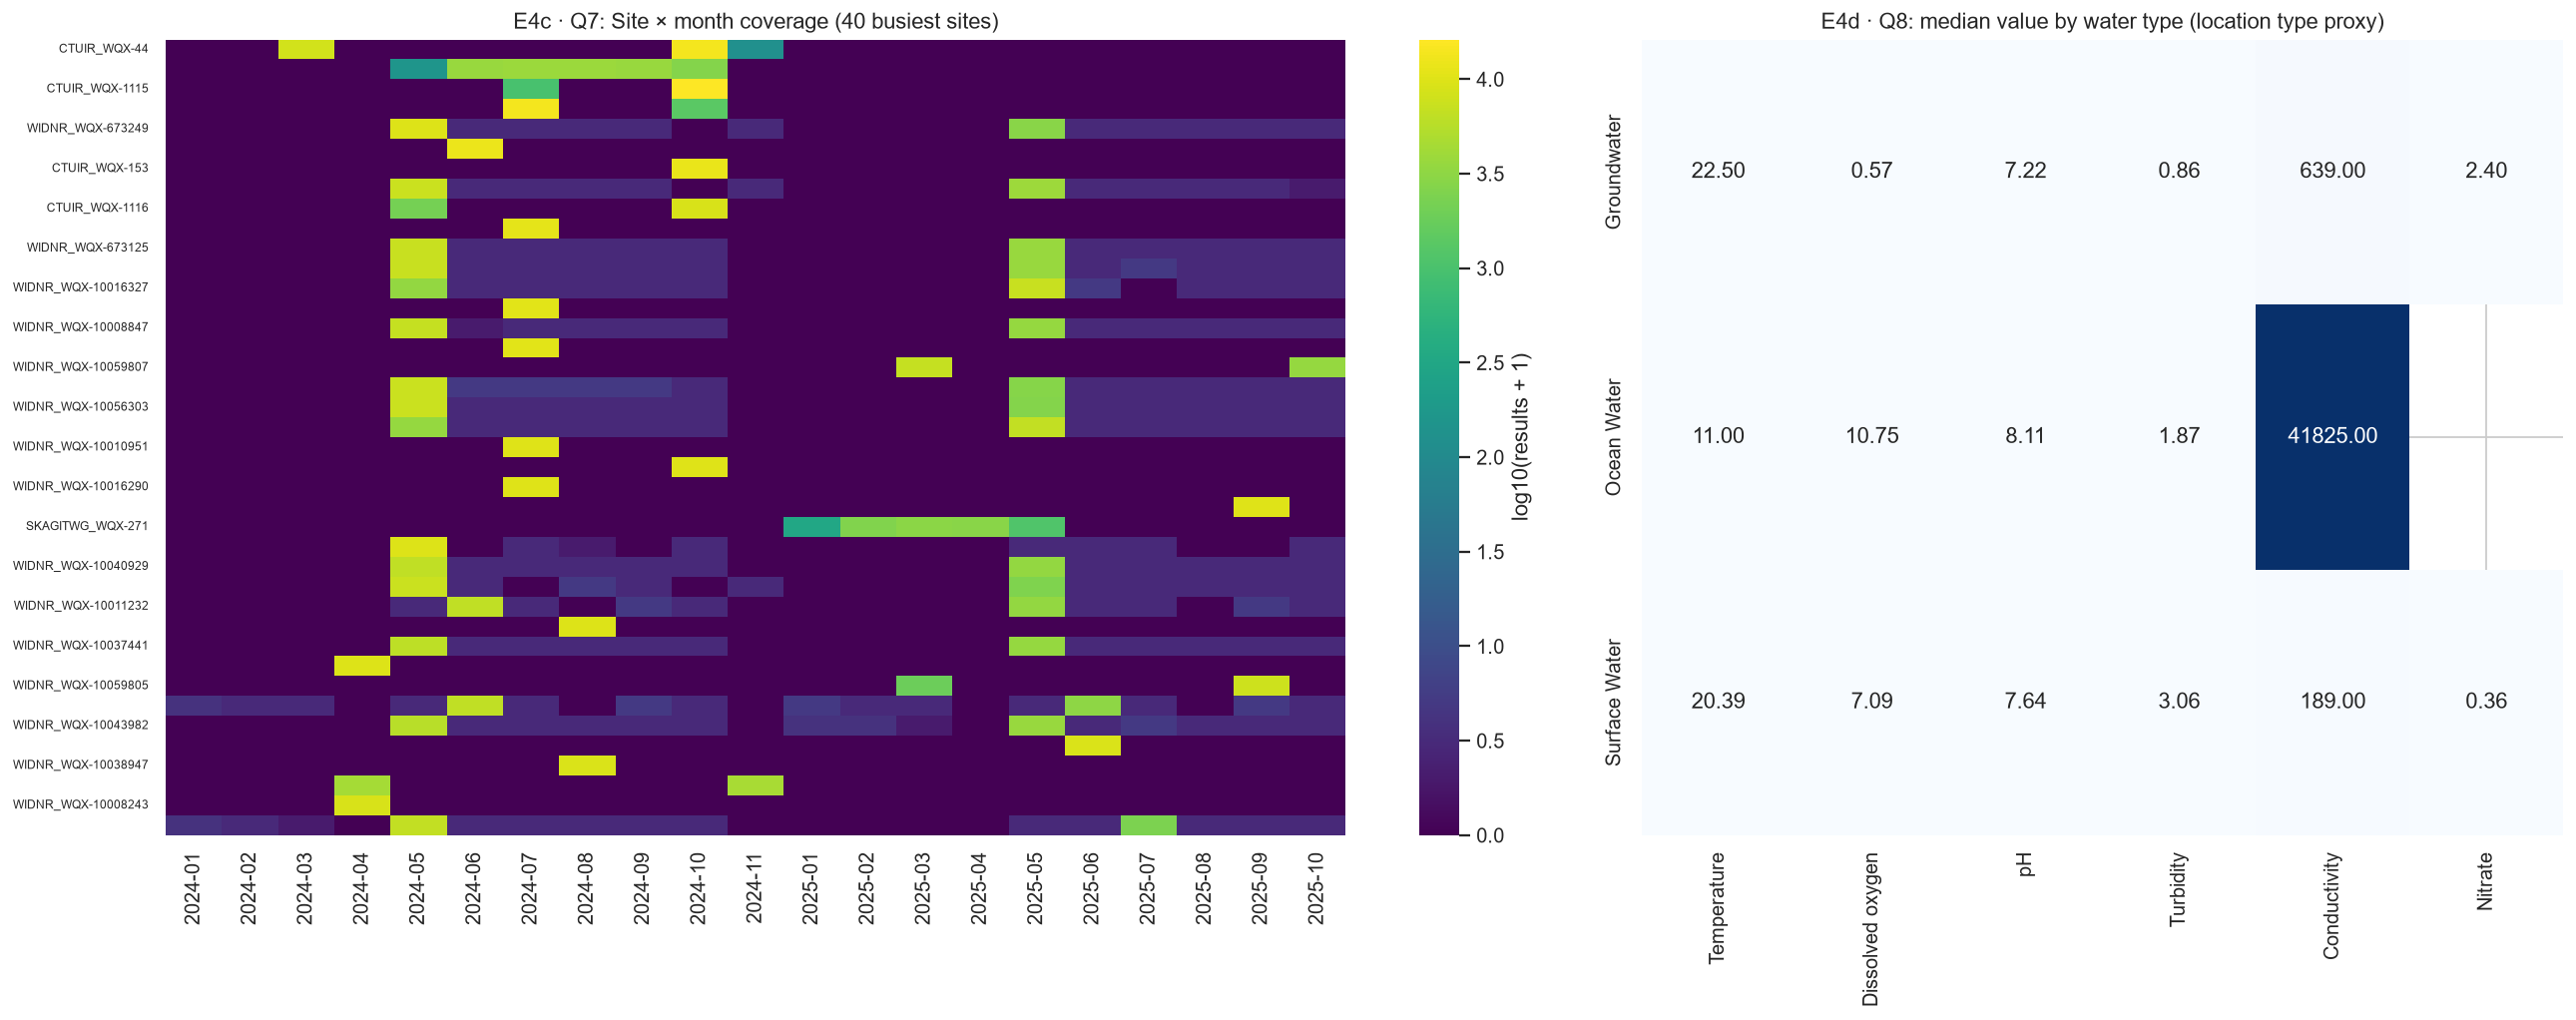 E4c · Q7: Site × month coverage (40 busiest sites)
CTUIR_WQX-44
CTUIR_WQX-1115
WIDNR_WQX-673249
CTUIR_WQX-153
CTUIR_WQX-1116
WIDNR_WQX-673125
WIDNR_WQX-10016327
WIDNR_WQX-10008847
WIDNR_WQX-10059807
WIDNR_WQX-10056303
WIDNR_WQX-10010951
WIDNR_WQX-10016290
SKAGITWG_WQX-271
WIDNR_WQX-10040929
WIDNR_WQX-10011232
WIDNR_WQX-10037441
WIDNR_WQX-10059805
WIDNR_WQX-10043982
WIDNR_WQX-10038947
WIDNR_WQX-10008243
2024-01
2024-02
2024-03
2024-04
2024-05
2024-06
2024-07
2024-08
2024-09
2024-10
2024-11
2025-01
2025-02
2025-03
2025-04
2025-05
2025-06
2025-07
2025-08
2025-09
2025-10
4.0
3.5
3.0
2.5
2.0
1.5
1.0
0.5
0.0
log10(results + 1)
E4d · Q8: median value by water type (location type proxy)
Groundwater
22.50 0.57 7.22 0.86 639.00 2.40
Ocean Water
11.00 10.75 8.11 1.87 41825.00
Surface Water
20.39 7.09 7.64 3.06 189.00 0.36
Temperature
Dissolved oxygen
pH
Turbidity
Conductivity
Nitrate